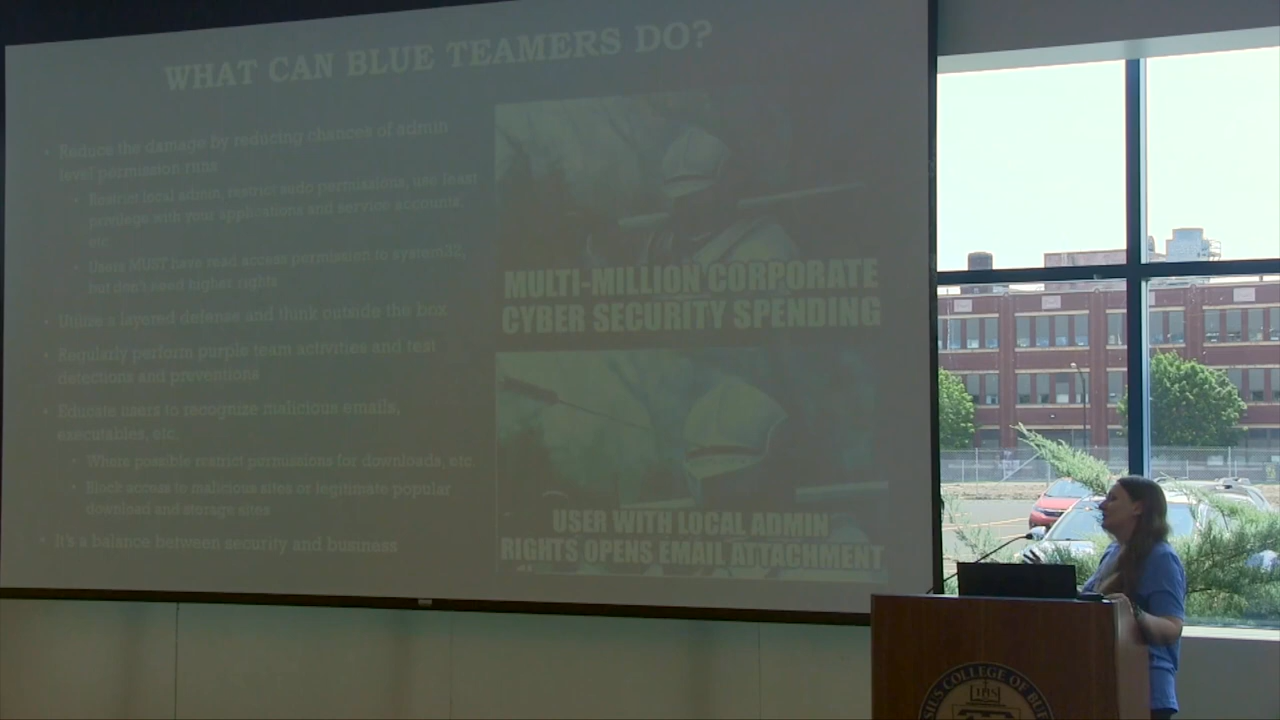 WHAT CAN BLUE TEAMERS DO?
• Reduce the damage by reducing chances of admin
level permission runs
• Restrict local admin, restrict sudo permissions, use least
privilege with your applications and service accounts,
etc.
• Users MUST have read access permission to
but don't need higher rights
• Utilize a layered defense and think outside the box
• Regularly perform purple team activities and test
detections and preventions
• Educate users to recognize malicious emails,
executables, etc.
• Where possible restrict permissions for downloads, etc.
• Block access to malicious sites or legitimate popular
download and storage sites
• It's a balance between security and business
MULTI-MILLION CORPORATE
CYBER SECURITY SPENDING
USER WITH LOCAL ADMIN
RIGHTS OPENS EMAIL ATTACHMENT
COLLEGE OF
IHS